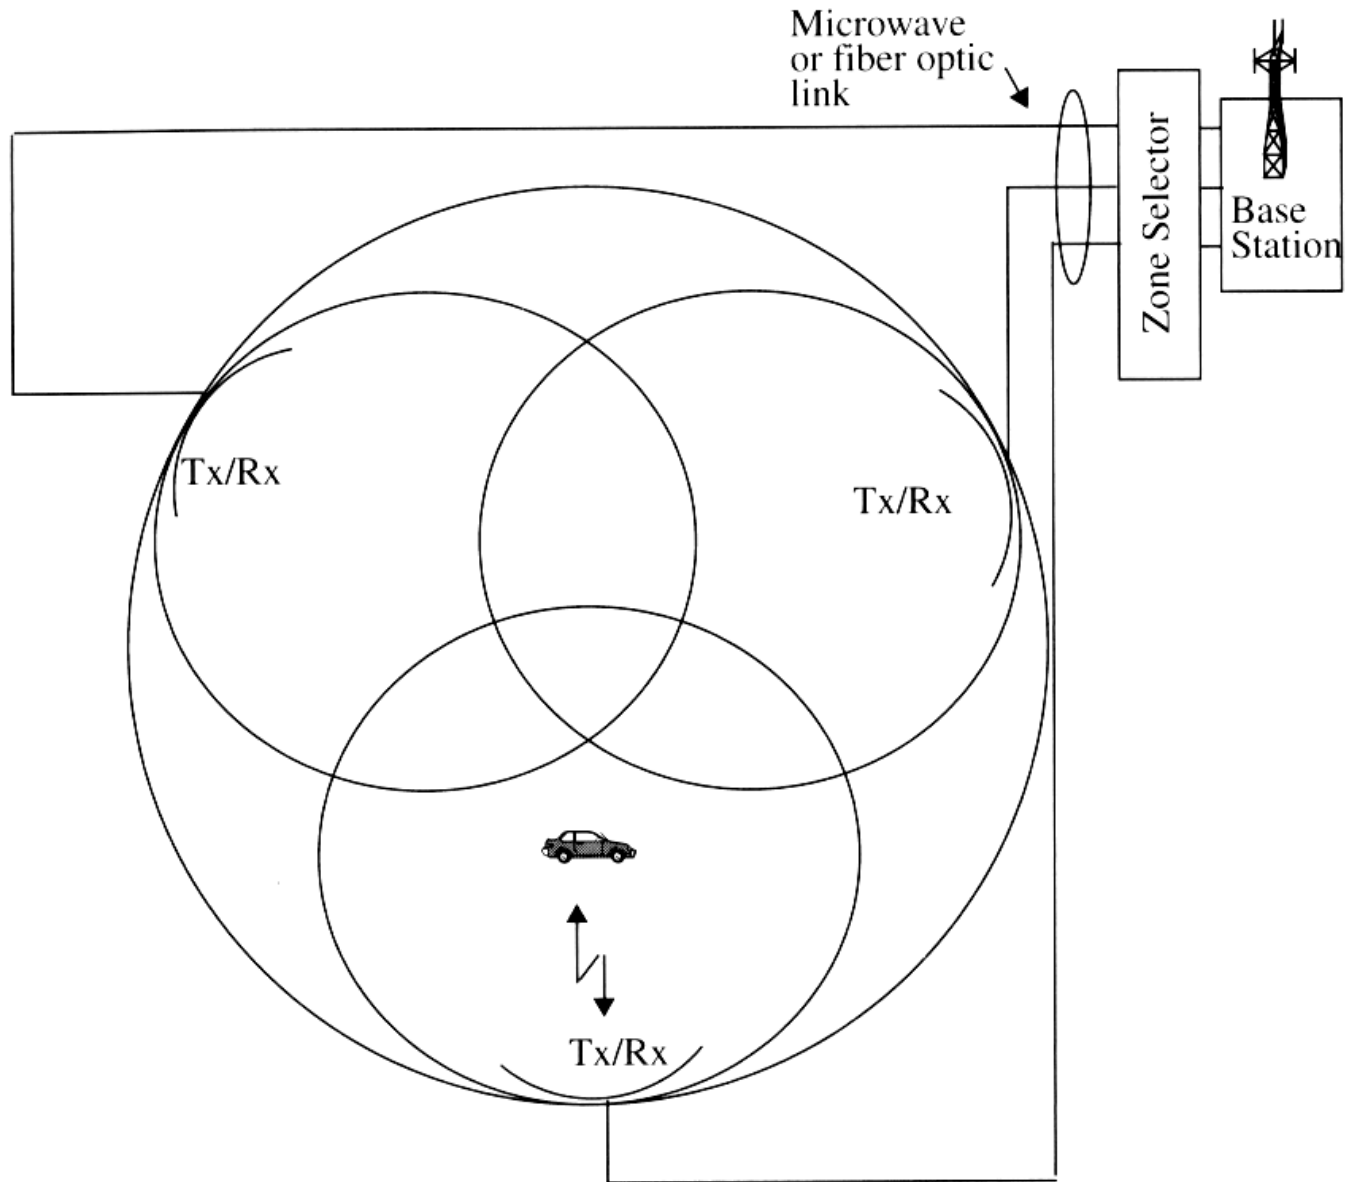 Microwave
or fiber optic
link
Zone Selector
Base
Station
Tx/Rx
Tx/Rx
Tx/Rx